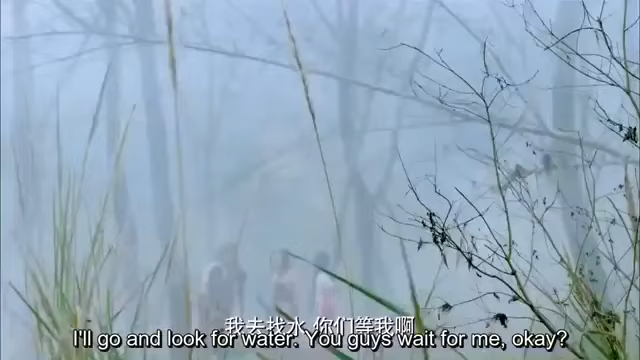 我去找水 你们等我啊
I'll go and look for water. You guys wait for me, okay?